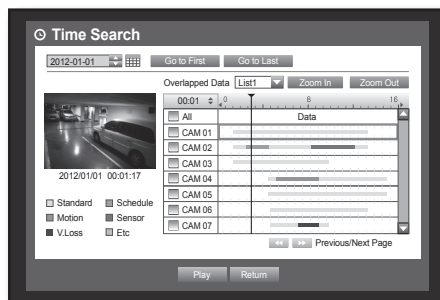 Time Search
2012-01-01 Go to First Go to Last
Overlapped Data List1 Zoom In Zoom Out
00:01 0 8 16
All Data
CAM 01
CAM 02
CAM 03
CAM 04
CAM 05
CAM 06
CAM 07
2012/01/01 00:01:17
Standard Schedule
Motion Sensor
V.Loss Etc
Previous/Next Page
Play Return